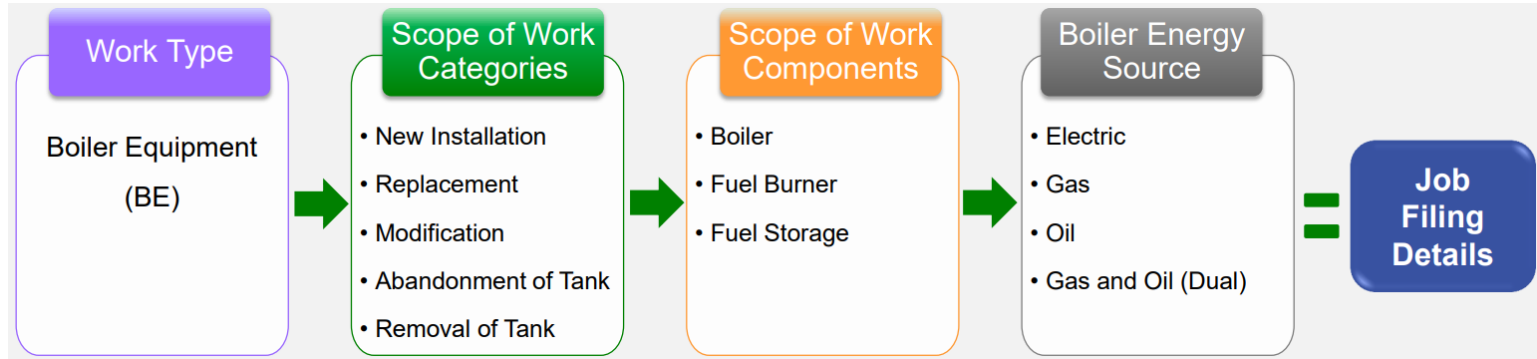 Work Type
Boiler Equipment
(BE)
Scope of Work
Categories
• New Installation
• Replacement
• Modification
• Abandonment of Tank
• Removal of Tank
Scope of Work
Components
• Boiler
• Fuel Burner
• Fuel Storage
Boiler Energy
Source
• Electric
• Gas
• Oil
• Gas and Oil (Dual)
=
Job
Filing
Details